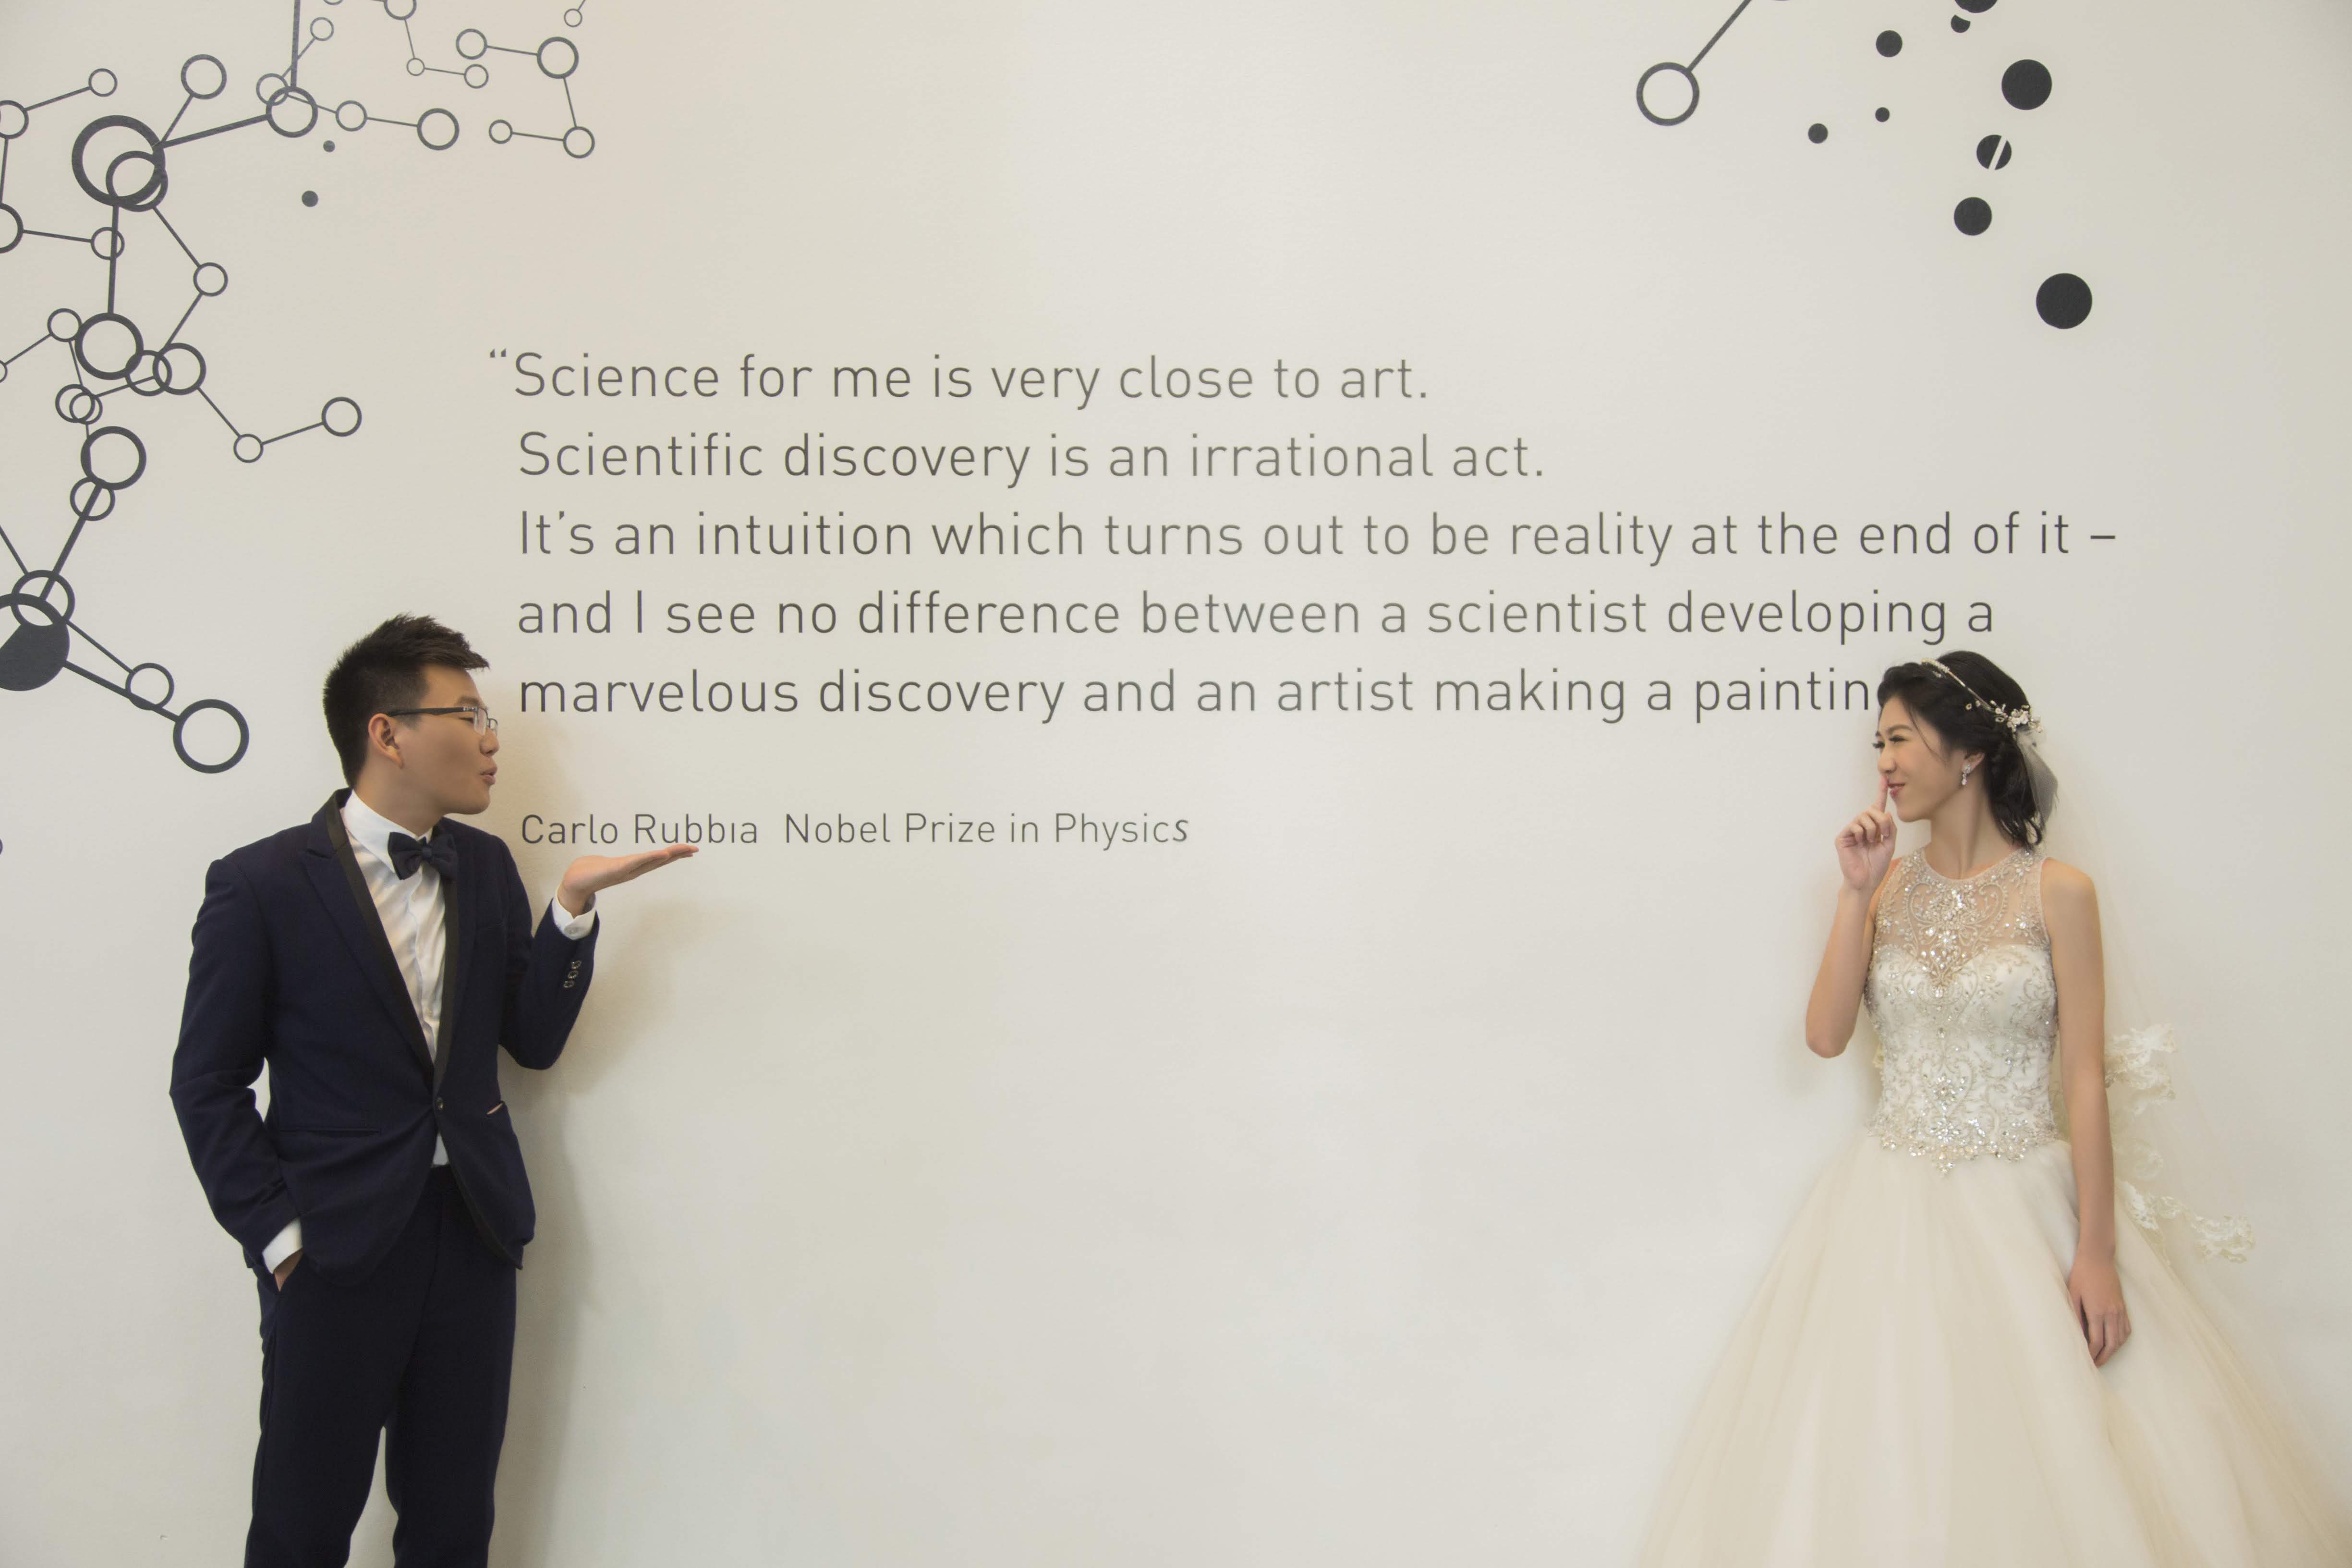 “Science for me is very close to art.
Scientific discovery is an irrational act.
It’s an intuition which turns out to be reality at the end of it –
and I see no difference between a scientist developing a
marvelous discovery and an artist making a paintin
Carlo Rubbia Nobel Prize in Physics